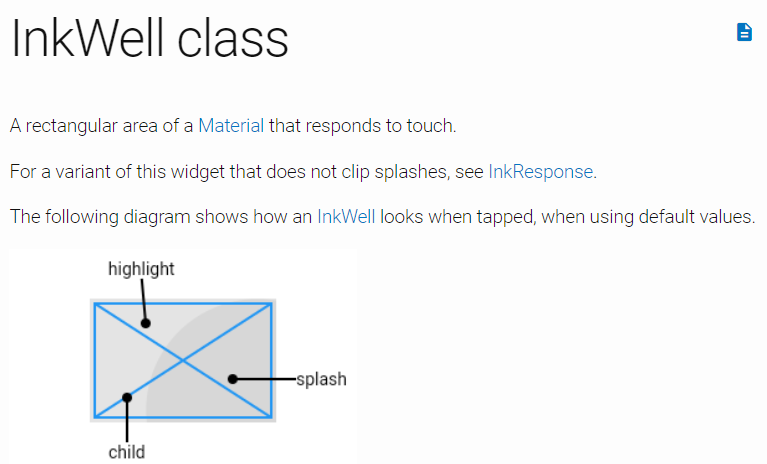 InkWell class
A rectangular area of a Material that responds to touch.
For a variant of this widget that does not clip splashes, see InkResponse.
The following diagram shows how an InkWell looks when tapped, when using default values.
highlight
splash
child